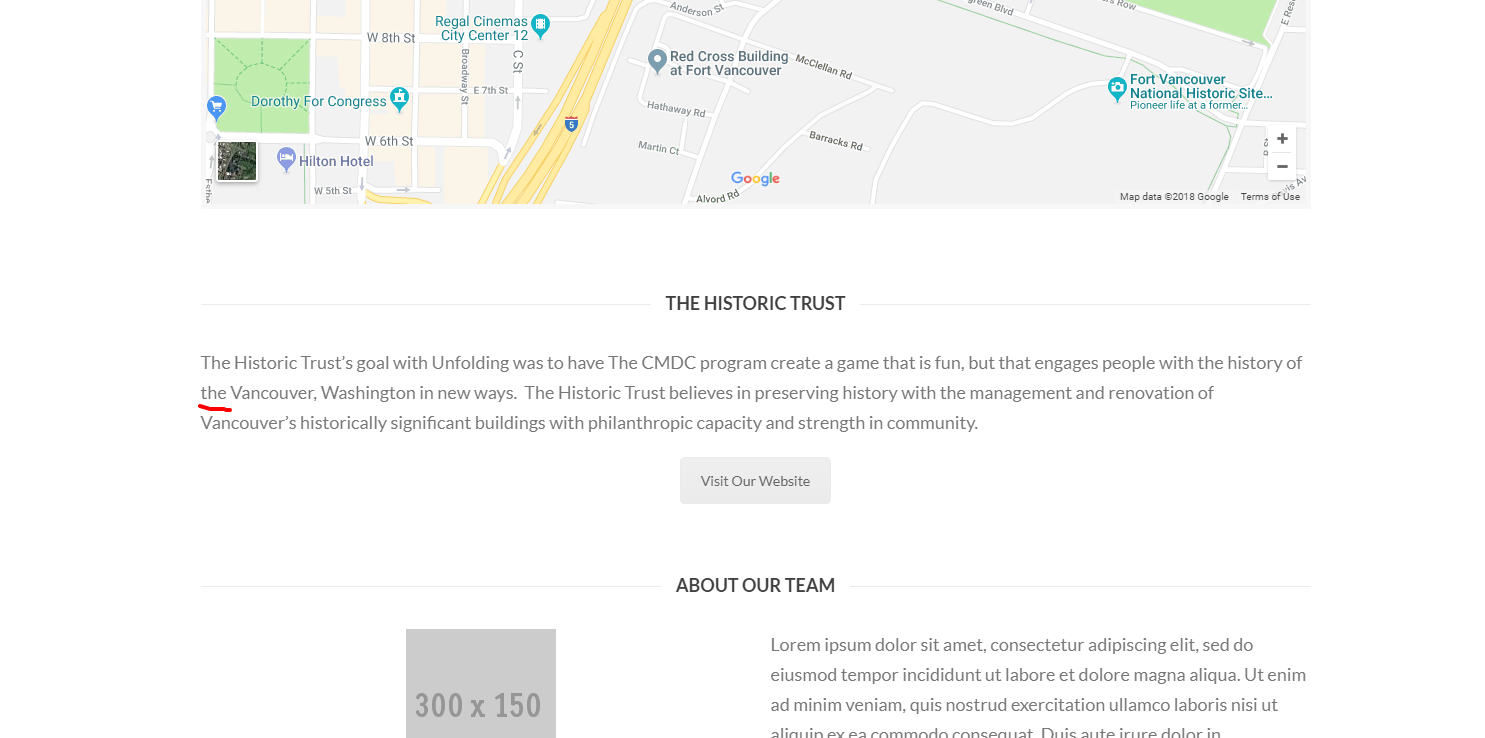 Anderson St
green Blvd
Row
Regal Cinemas
City Center 12
W 8th St
C St
Broadway St
Red Cross Building
at Fort Vancouver
McClellan Rd
Fort Vancouver
National Historic Site...
Pioneer life at a former...
E 7th St
Dorothy For Congress
Hathaway Rd
5
W 6th St
Barracks Rd
+
Martin Ct
Hilton Hotel
−
Google
W 5th St
Alvord Rd
Map data ©2018 Google Terms of Use
THE HISTORIC TRUST
The Historic Trust’s goal with Unfolding was to have The CMDC program create a game that is fun, but that engages people with the history of
the Vancouver, Washington in new ways.  The Historic Trust believes in preserving history with the management and renovation of
Vancouver’s historically significant buildings with philanthropic capacity and strength in community.
Visit Our Website
ABOUT OUR TEAM
300 x 150
Lorem ipsum dolor sit amet, consectetur adipiscing elit, sed do
eiusmod tempor incididunt ut labore et dolore magna aliqua. Ut enim
ad minim veniam, quis nostrud exercitation ullamco laboris nisi ut
aliquip ex ea commodo consequat. Duis aute irure dolor in